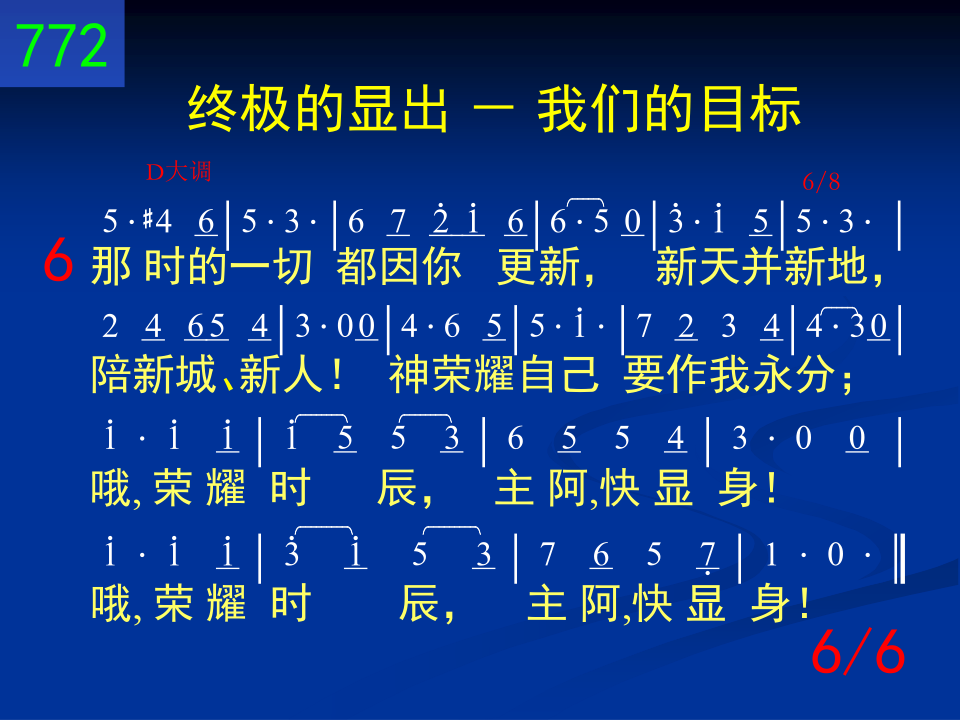 772
终极的显出 － 我们的目标
D大调 6/8
5·#4 6|5·3·|6 7 2̇ 1̇ 6|6·5 0|3̇·1̇ 5|5·3·|
6 那 时的一切 都因你 更新， 新天并新地，
2 4 65 4|3·00|4·6 5|5·1̇·|7 2 3 4|4·30|
陪新城、新人！ 神荣耀自己 要作我永分；
1̇ · 1̇ 1̇|1̇ 5 5 3|6 5 5 4|3 · 0 0|
哦, 荣 耀 时 辰， 主 阿,快 显 身！
1̇ · 1̇ 1̇|3̇ 1̇ 5 3|7 6 5 7̣|1 · 0 ·‖
哦, 荣 耀 时 辰， 主 阿,快 显 身！
6/6